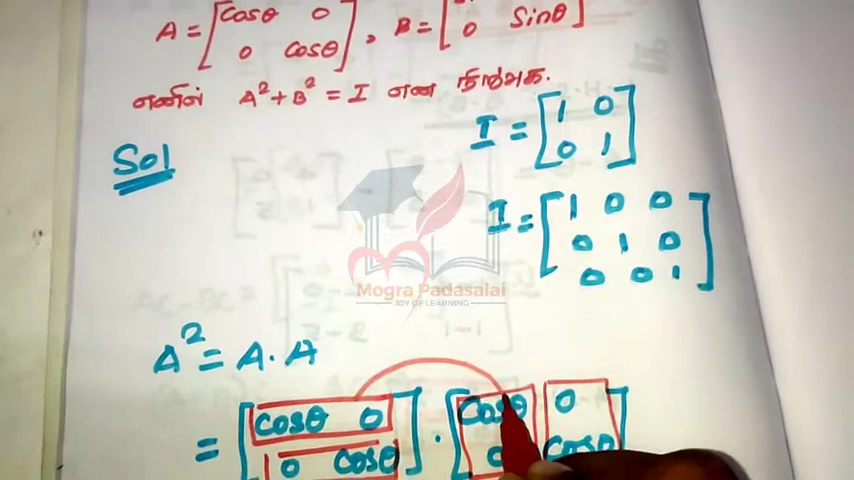 A = [ Cosθ 0
0 Cosθ ], B = [
0 Sinθ ]
எனில் A² + B² = I என நிறுவுக.
Sol
I = [ 1 0
0 1 ]
I = [ 1 0 0
0 1 0
0 0 1 ]
Mogra Padasalai
JOY OF LEARNING
A² = A . A
= [ Cosθ 0
0 Cosθ ] . [ Cosθ 0
0 Cosθ ]